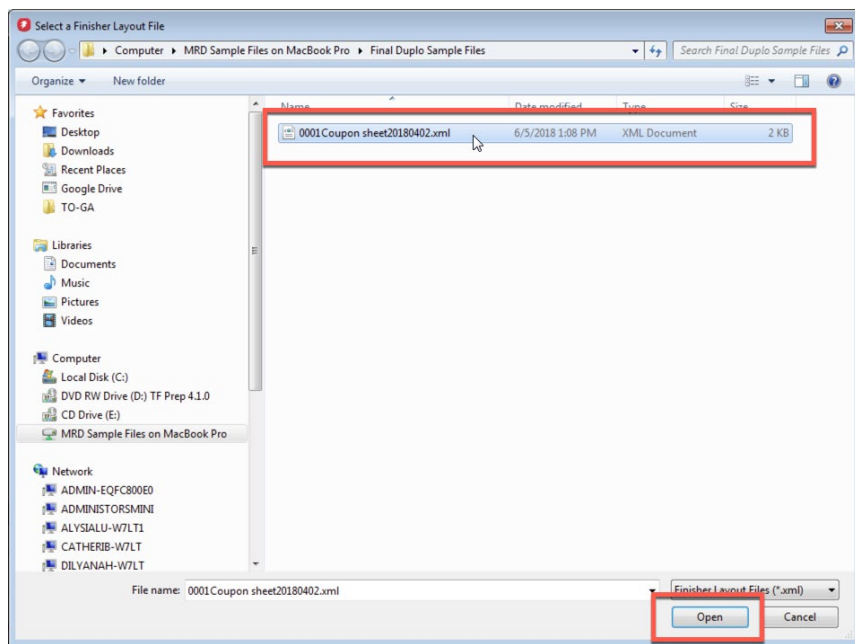 Select a Finisher Layout File
Computer MRD Sample Files on MacBook Pro Final Duplo Sample Files
Search Final Duplo Sample Files
Organize New folder
Name Date modified Type Size
0001Coupon sheet20180402.xml 6/5/2018 1:08 PM XML Document 2 KB
Favorites
Desktop
Downloads
Recent Places
Google Drive
TO-GA
Libraries
Documents
Music
Pictures
Videos
Computer
Local Disk (C:)
DVD RW Drive (D:) TF Prep 4.1.0
CD Drive (E:)
MRD Sample Files on MacBook Pro
Network
ADMIN-EQFC800E0
ADMINISTORSMINI
ALYSIALU-W7LT1
CATHERIB-W7LT
DILYANAH-W7LT
File name: 0001Coupon sheet20180402.xml Finisher Layout Files (*.xml)
Open Cancel